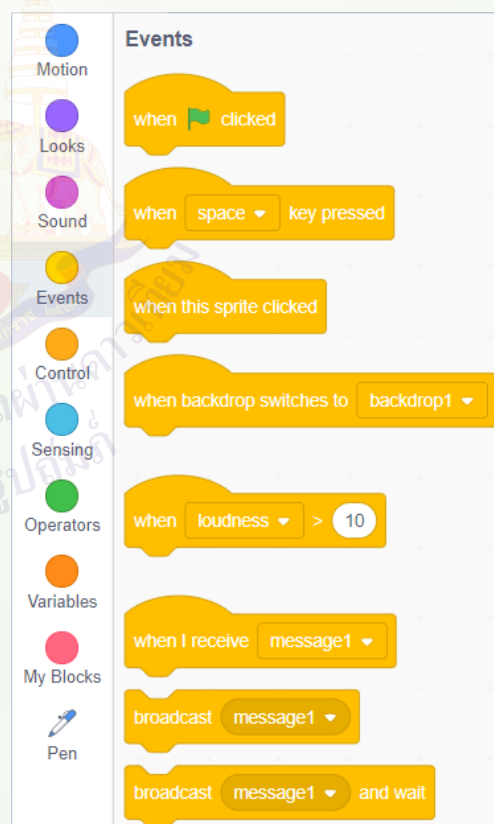 Motion
Looks
Sound
Events
Control
Sensing
Operators
Variables
My Blocks
Pen
Events
when clicked
when space key pressed
when this sprite clicked
when backdrop switches to backdrop1
when loudness > 10
when I receive message1
broadcast message1
broadcast message1 and wait